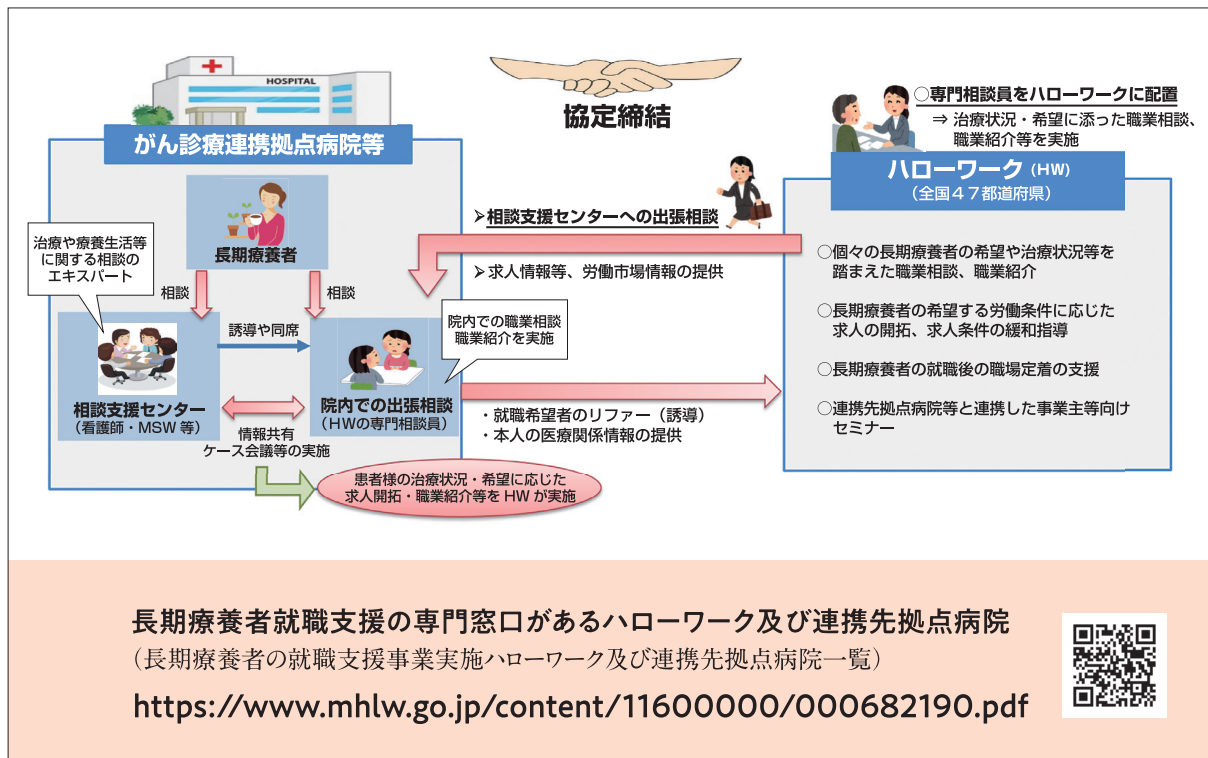 HOSPITAL
がん診療連携拠点病院等
長期療養者
治療や療養生活等
に関する相談の
エキスパート
相談
相談
誘導や同席
相談支援センター
(看護師・MSW 等)
院内での出張相談
(HWの専門相談員)
院内での職業相談
職業紹介を実施
情報共有
ケース会議等の実施
患者様の治療状況・希望に応じた
求人開拓・職業紹介等を HW が実施
協定締結
➢相談支援センターへの出張相談
➢求人情報等、労働市場情報の提供
・就職希望者のリファー(誘導)
・本人の医療関係情報の提供
○専門相談員をハローワークに配置
⇒ 治療状況・希望に添った職業相談、
職業紹介等を実施
ハローワーク (HW)
(全国47都道府県)
○個々の長期療養者の希望や治療状況等を
踏まえた職業相談、職業紹介
○長期療養者の希望する労働条件に応じた
求人の開拓、求人条件の緩和指導
○長期療養者の就職後の職場定着の支援
○連携先拠点病院等と連携した事業主等向け
セミナー
長期療養者就職支援の専門窓口があるハローワーク及び連携先拠点病院
(長期療養者の就職支援事業実施ハローワーク及び連携先拠点病院一覧)
https://www.mhlw.go.jp/content/11600000/000682190.pdf